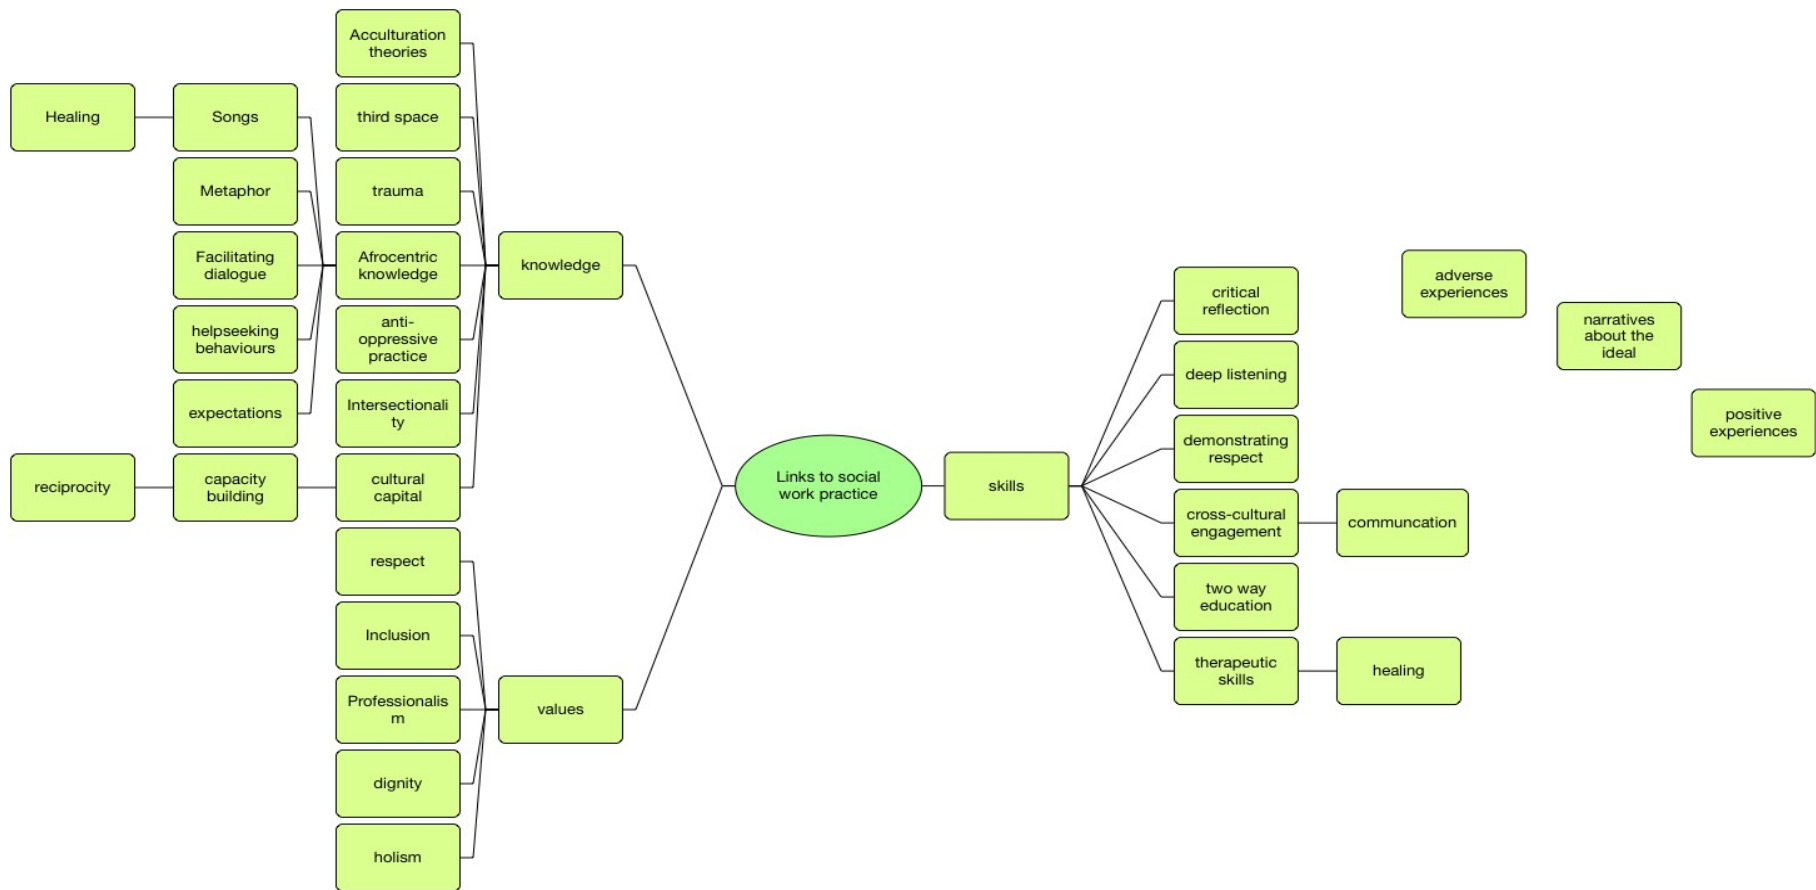 Acculturation
theories
third space
trauma
Afrocentric
knowledge
anti-
oppressive
practice
Intersectionali
ty
cultural
capital
Healing
Songs
Metaphor
Facilitating
dialogue
helpseeking
behaviours
expectations
reciprocity
capacity
building
knowledge
respect
Inclusion
Professionalis
m
dignity
holism
values
Links to social
work practice
skills
critical
reflection
deep listening
demonstrating
respect
cross-cultural
engagement
communcation
two way
education
therapeutic
skills
healing
adverse
experiences
narratives
about the
ideal
positive
experiences